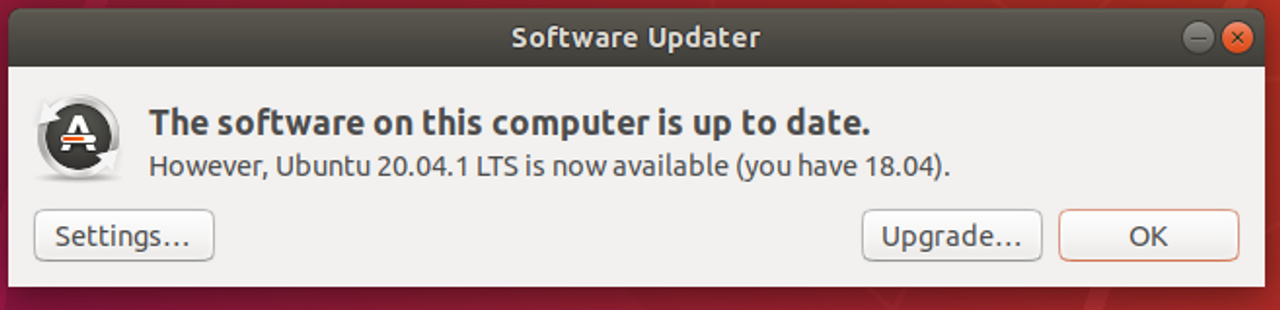 Software Updater
The software on this computer is up to date.
However, Ubuntu 20.04.1 LTS is now available (you have 18.04).
Settings...
Upgrade...
OK